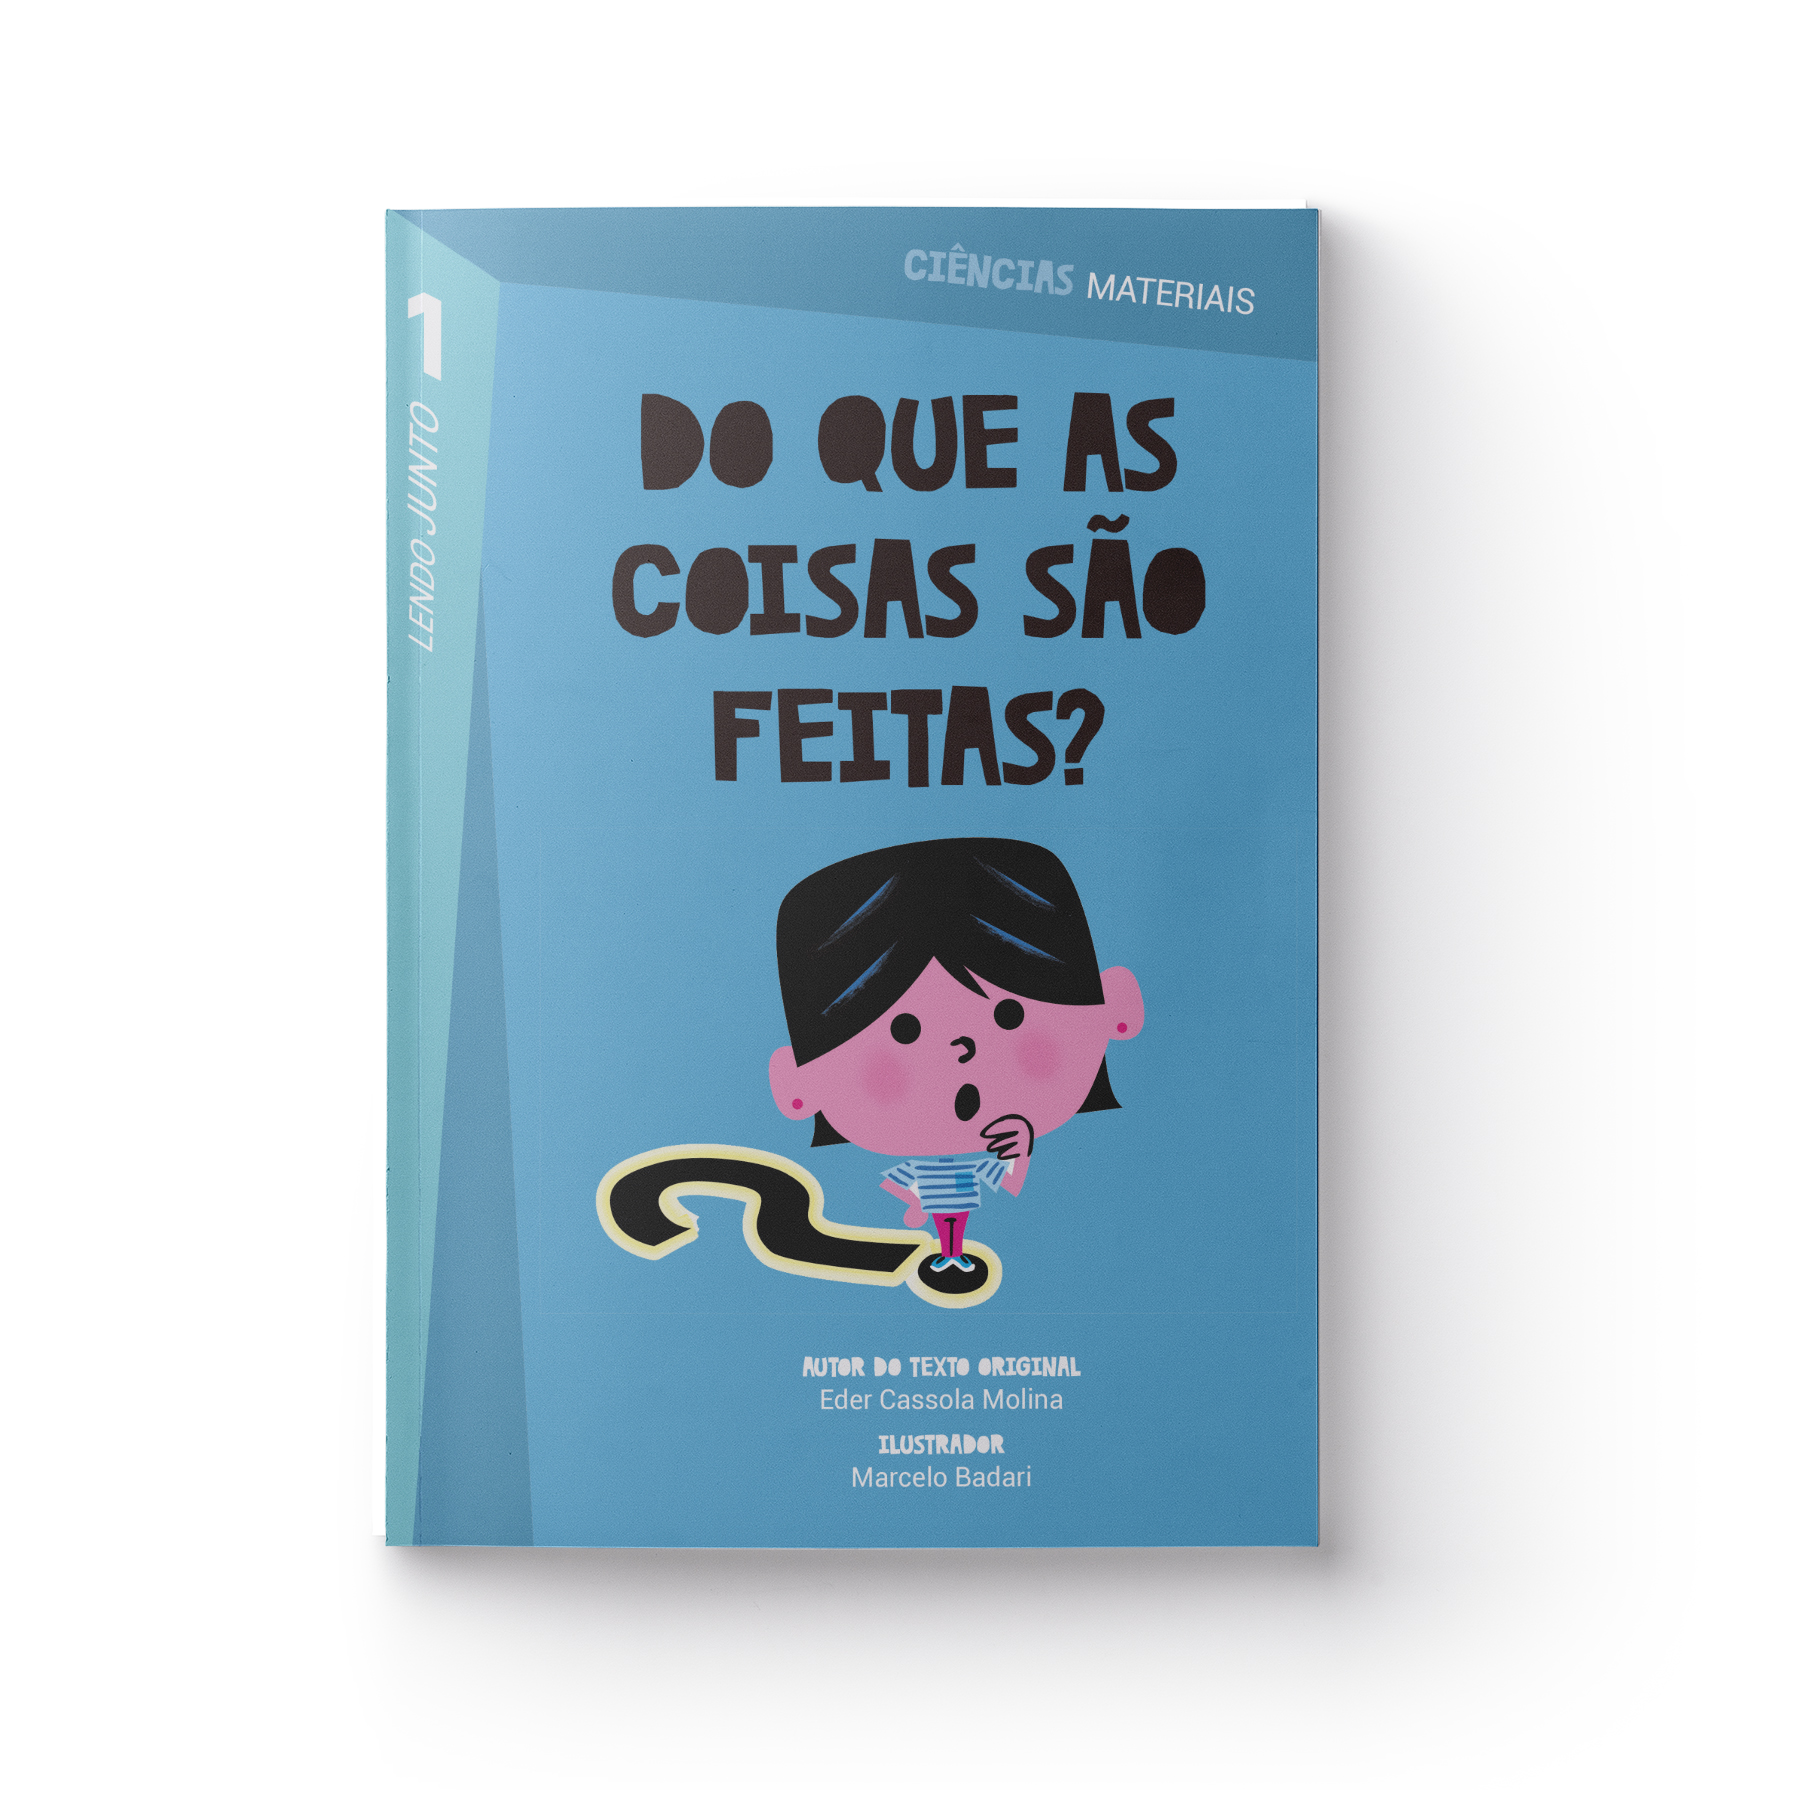 CIÊNCIAS MATERIAIS
1
LENDO JUNTO
DO QUE AS
COISAS SÃO
FEITAS?
AUTOR DO TEXTO ORIGINAL
Eder Cassola Molina
ILUSTRADOR
Marcelo Badari